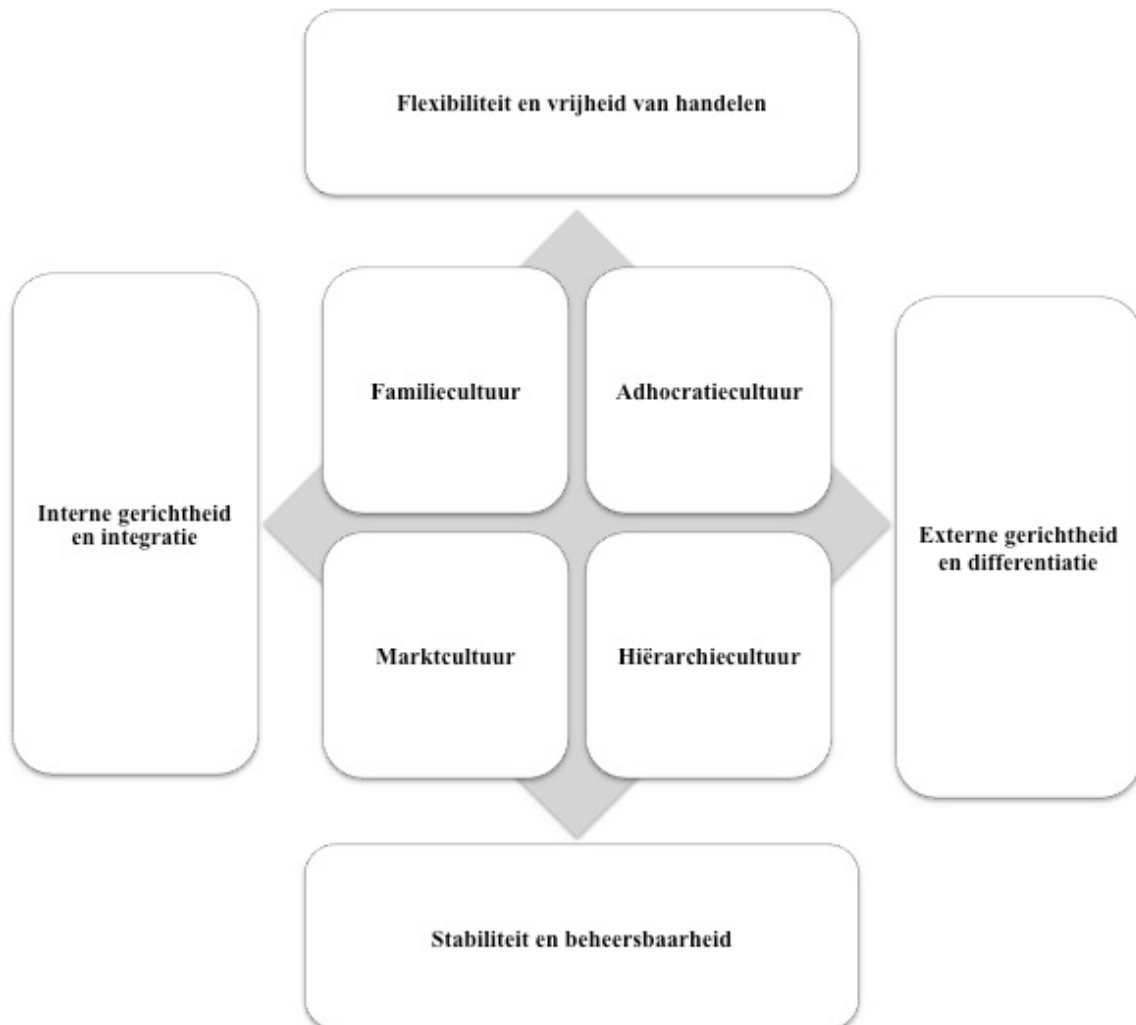 Flexibiliteit en vrijheid van handelen
Familiecultuur
Adhocratiecultuur
Interne gerichtheid
en integratie
Externe gerichtheid
en differentiatie
Marktcultuur
Hiërarchiecultuur
Stabiliteit en beheersbaarheid